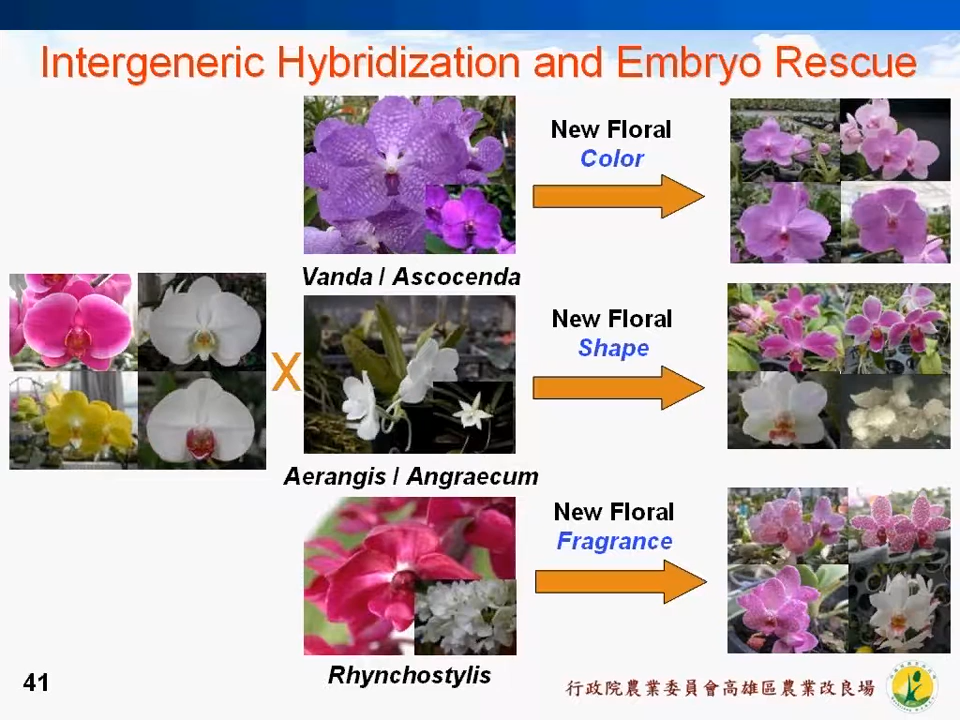 Intergeneric Hybridization and Embryo Rescue
New Floral
Color
Vanda / Ascocenda
X
New Floral
Shape
Aerangis / Angraecum
New Floral
Fragrance
Rhynchostylis
41
行政院農業委員會高雄區農業改良場